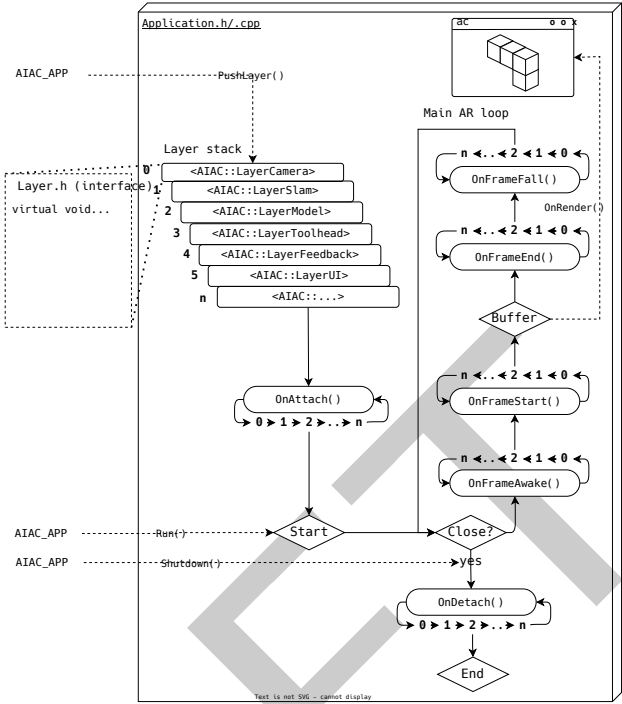 Application.h/.cpp
ac
o o x
AIAC_APP
PushLayer()
Main AR loop
Layer stack
0 <AIAC::LayerCamera>
1 <AIAC::LayerSlam>
2 <AIAC::LayerModel>
3 <AIAC::LayerToolhead>
4 <AIAC::LayerFeedback>
5 <AIAC::LayerUI>
n <AIAC::...>
Layer.h (interface)
virtual void...
n .. 2 1 0
OnFrameFall()
OnRender()
n .. 2 1 0
OnFrameEnd()
Buffer
n .. 2 1 0
OnFrameStart()
n .. 2 1 0
OnFrameAwake()
OnAttach()
0 1 2 .. n
AIAC_APP
Run()
Start
Close?
AIAC_APP
Shutdown()
yes
OnDetach()
0 1 2 .. n
End
Text is not SVG - cannot display